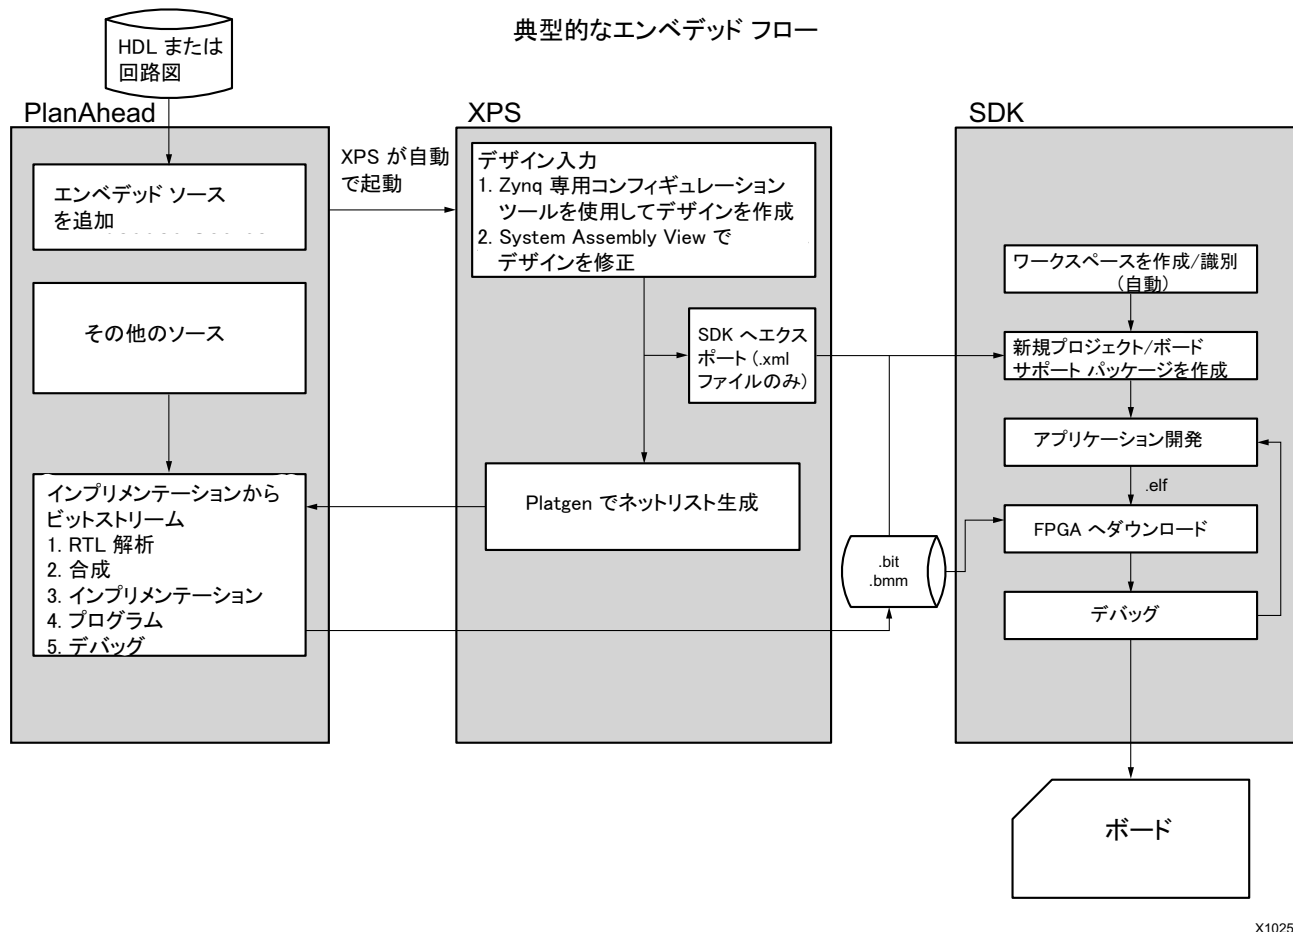 典型的なエンベデッド フロー
HDL または
回路図
PlanAhead
エンベデッド ソース
を追加
その他のソース
インプリメンテーションから
ビットストリーム
1. RTL 解析
2. 合成
3. インプリメンテーション
4. プログラム
5. デバッグ
XPS が自動
で起動
XPS
デザイン入力
1. Zynq 専用コンフィギュレーション
ツールを使用してデザインを作成
2. System Assembly View で
デザインを修正
SDK へエクス
ポート (.xml
ファイルのみ)
Platgen でネットリスト生成
.bit
.bmm
SDK
ワークスペースを作成/識別
(自動)
新規プロジェクト/ボード
サポート パッケージを作成
アプリケーション開発
.elf
FPGA へダウンロード
デバッグ
ボード
X1025